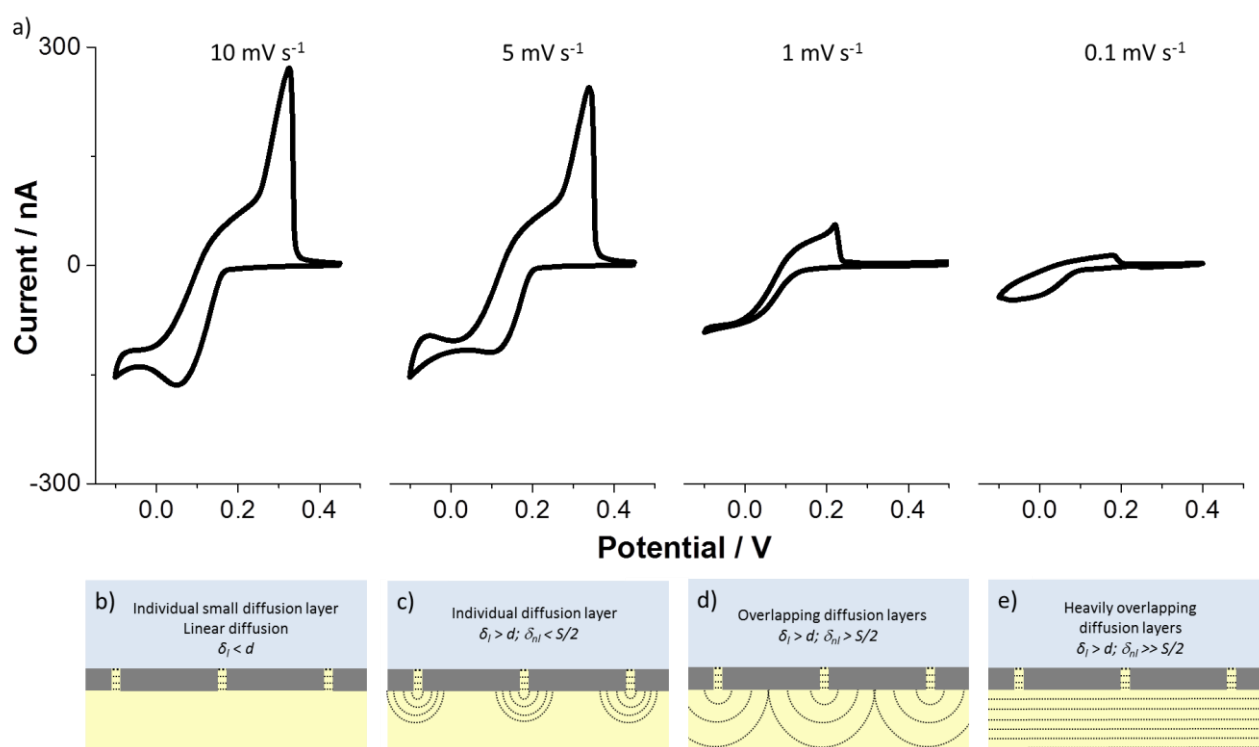 a)
10 mV s⁻¹
5 mV s⁻¹
1 mV s⁻¹
0.1 mV s⁻¹
300
0
-300
Current / nA
0.0 0.2 0.4
0.0 0.2 0.4
0.0 0.2 0.4
0.0 0.2 0.4
Potential / V
b)
Individual small diffusion layer
Linear diffusion
δₗ < d
c)
Individual diffusion layer
δₗ > d; δₙₗ < S/2
d)
Overlapping diffusion layers
δₗ > d; δₙₗ > S/2
e)
Heavily overlapping
diffusion layers
δₗ > d; δₙₗ >> S/2